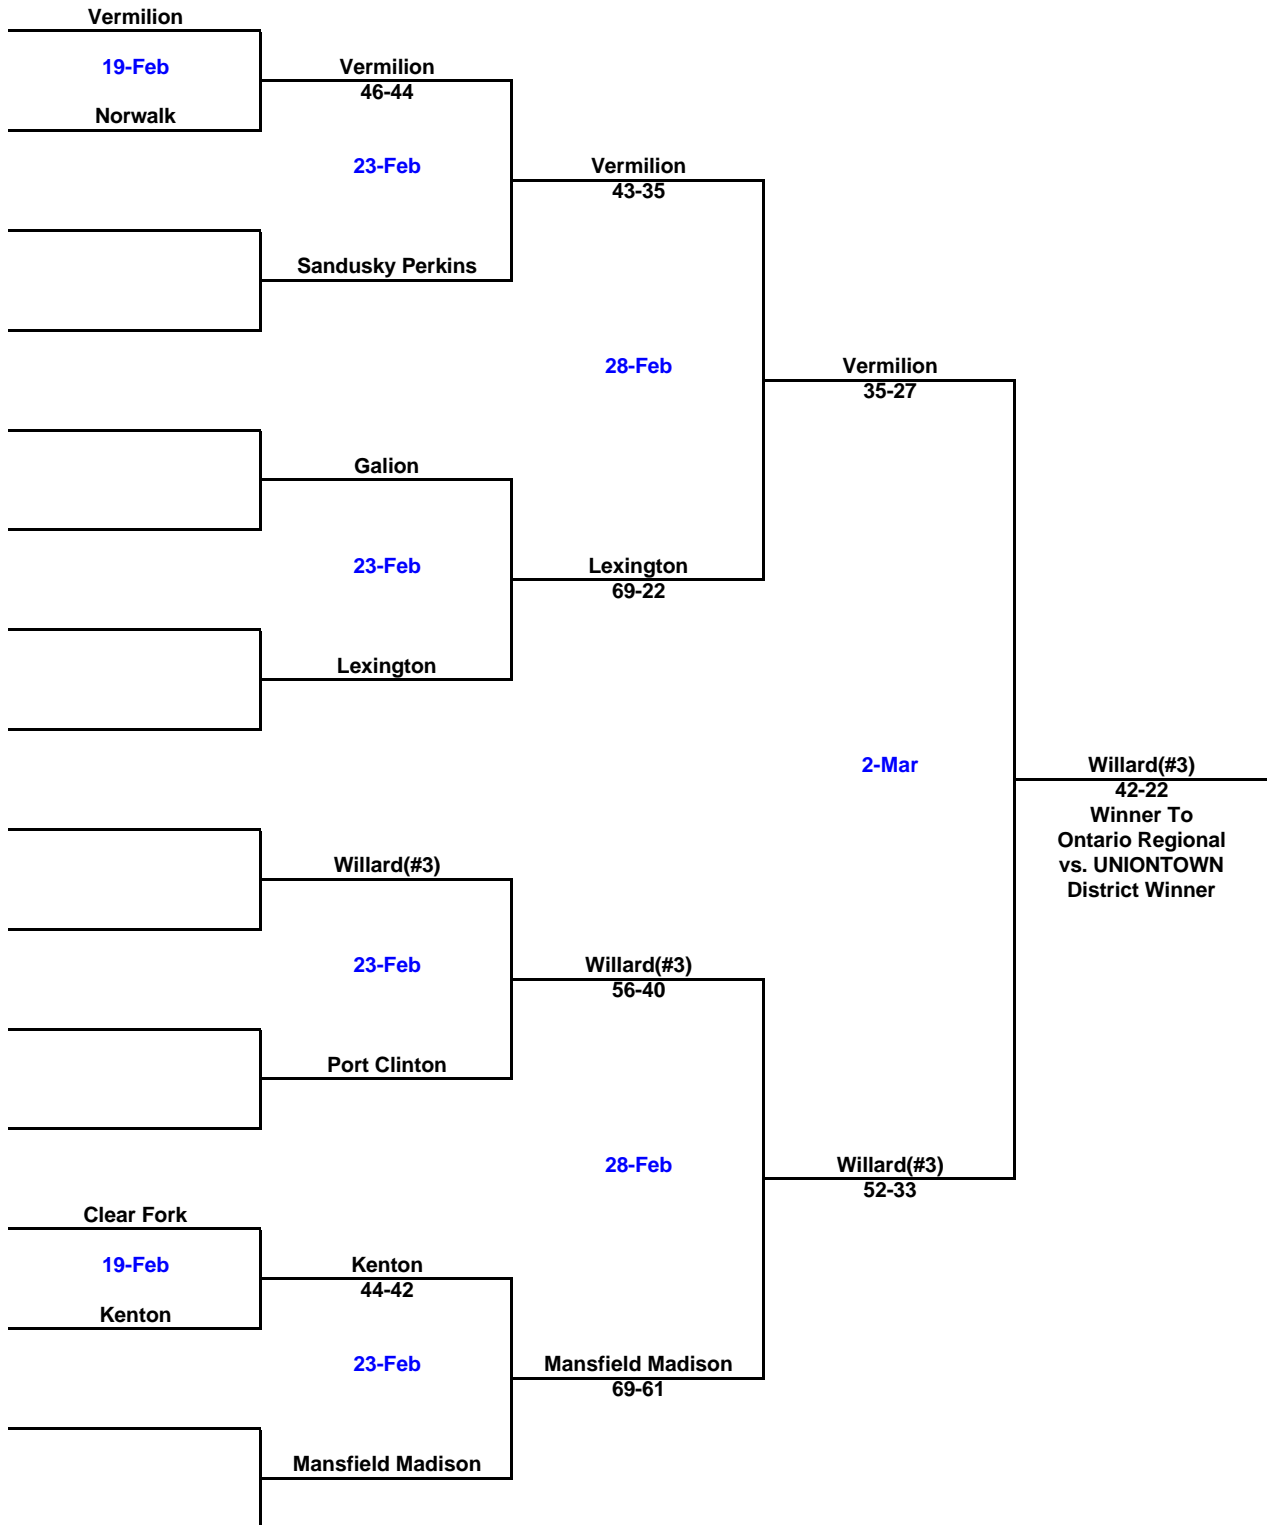 Vermilion
19-Feb
Vermilion
46-44
Norwalk
23-Feb
Vermilion
43-35
Sandusky Perkins
28-Feb
Vermilion
35-27
Galion
23-Feb
Lexington
69-22
Lexington
2-Mar
Willard(#3)
42-22
Winner To
Ontario Regional
vs. UNIONTOWN
District Winner
Willard(#3)
23-Feb
Willard(#3)
56-40
Port Clinton
28-Feb
Willard(#3)
52-33
Clear Fork
19-Feb
Kenton
44-42
Kenton
23-Feb
Mansfield Madison
69-61
Mansfield Madison